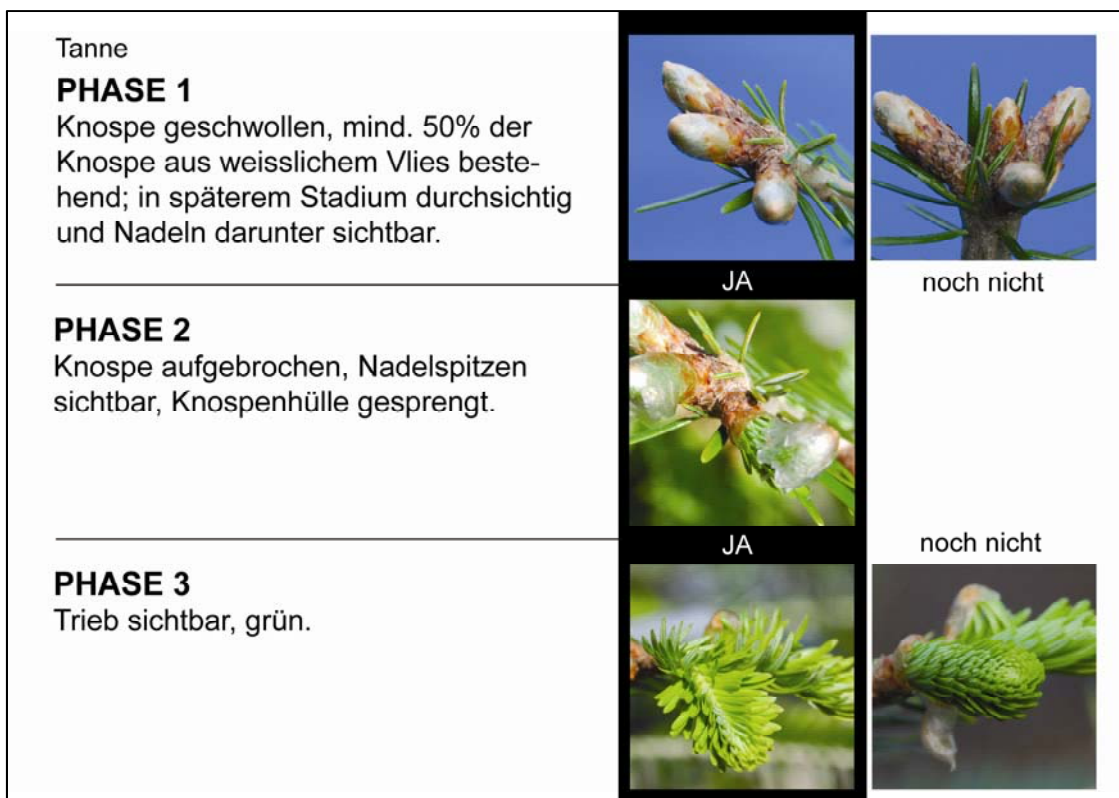 Tanne
PHASE 1
Knospe geschwollen, mind. 50% der
Knospe aus weisslichem Vlies beste-
hend; in späterem Stadium durchsichtig
und Nadeln darunter sichtbar.
JA
noch nicht
PHASE 2
Knospe aufgebrochen, Nadelspitzen
sichtbar, Knospenhülle gesprengt.
JA
noch nicht
PHASE 3
Trieb sichtbar, grün.